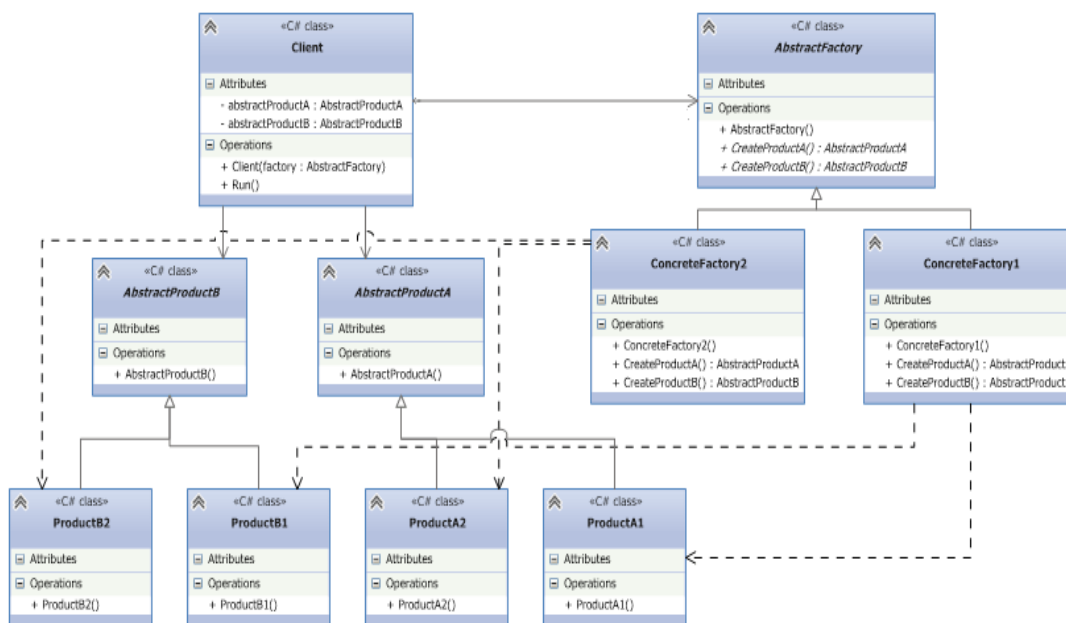 «C# class»
Client
Attributes
- abstractProductA : AbstractProductA
- abstractProductB : AbstractProductB
Operations
+ Client(factory : AbstractFactory)
+ Run()
«C# class»
AbstractFactory
Attributes
Operations
+ AbstractFactory()
+ CreateProductA() : AbstractProductA
+ CreateProductB() : AbstractProductB
«C# class»
AbstractProductB
Attributes
Operations
+ AbstractProductB()
«C# class»
AbstractProductA
Attributes
Operations
+ AbstractProductA()
«C# class»
ConcreteFactory2
Attributes
Operations
+ ConcreteFactory2()
+ CreateProductA() : AbstractProductA
+ CreateProductB() : AbstractProductB
«C# class»
ConcreteFactory1
Attributes
Operations
+ ConcreteFactory1()
+ CreateProductA() : AbstractProduct
+ CreateProductB() : AbstractProduct
«C# class»
ProductB2
Attributes
Operations
+ ProductB2()
«C# class»
ProductB1
Attributes
Operations
+ ProductB1()
«C# class»
ProductA2
Attributes
Operations
+ ProductA2()
«C# class»
ProductA1
Attributes
Operations
+ ProductA1()